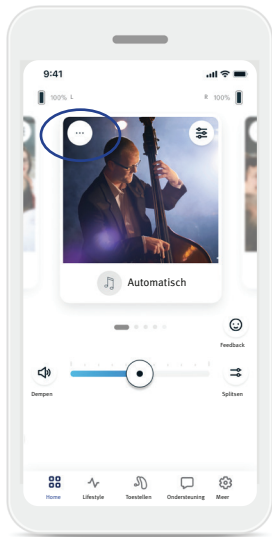 9:41
100% L
R 100%
Automatisch
Feedback
Dempen
Splitsen
Home
Lifestyle
Toestellen
Ondersteuning
Meer